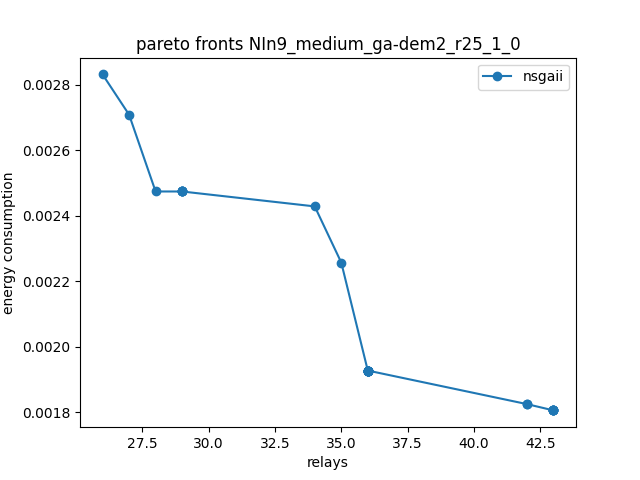 pareto fronts NIn9_medium_ga-dem2_r25_1_0
nsgaii
energy consumption
0.0028
0.0026
0.0024
0.0022
0.0020
0.0018
27.5 30.0 32.5 35.0 37.5 40.0 42.5
relays